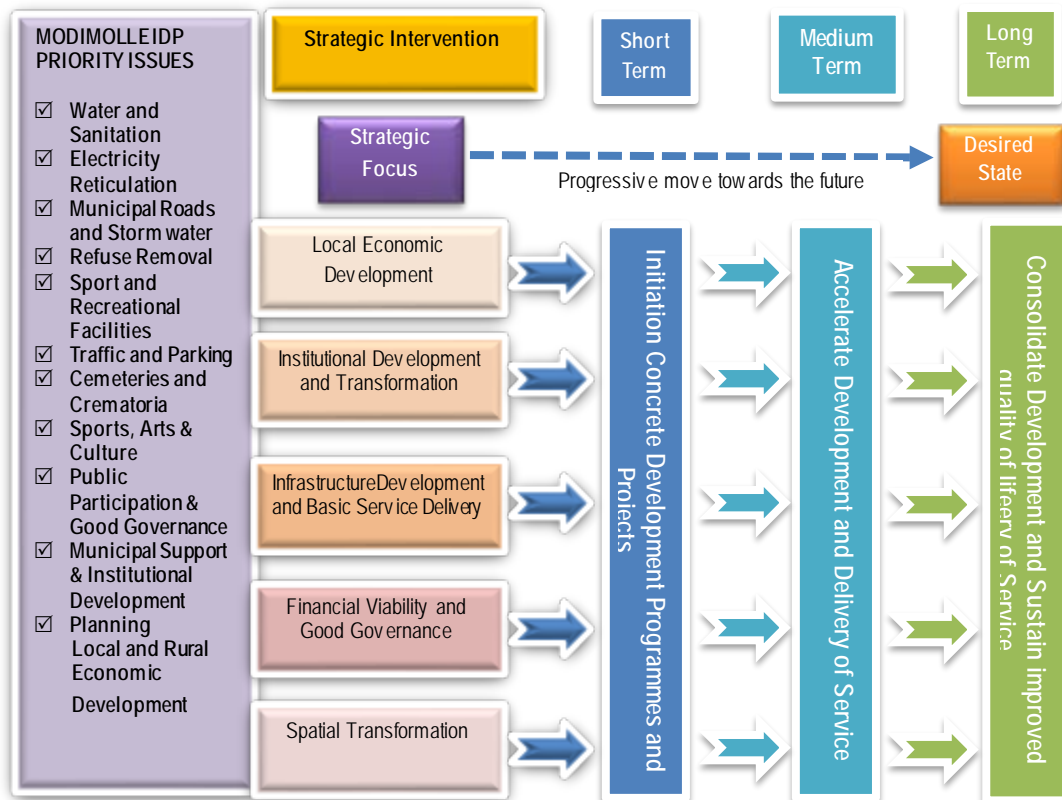 MODIMOLLE IDP
PRIORITY ISSUES
☑ Water and
Sanitation
☑ Electricity
Reticulation
☑ Municipal Roads
and Storm water
☑ Refuse Removal
☑ Sport and
Recreational
Facilities
☑ Traffic and Parking
☑ Cemeteries and
Crematoria
☑ Sports, Arts &
Culture
☑ Public
Participation &
Good Governance
☑ Municipal Support
& Institutional
Development
☑ Planning
Local and Rural
Economic
Development
Strategic Intervention
Short
Term
Medium
Term
Long
Term
Strategic
Focus
Progressive move towards the future
Desired
State
Local Economic
Development
Institutional Development
and Transformation
InfrastructureDevelopment
and Basic Service Delivery
Financial Viability and
Good Governance
Spatial Transformation
Initiation Concrete Development Programmes and
Projects
Accelerate Development and Delivery of Service
Consolidate Development and Sustain improved
quality of lifeery of Service